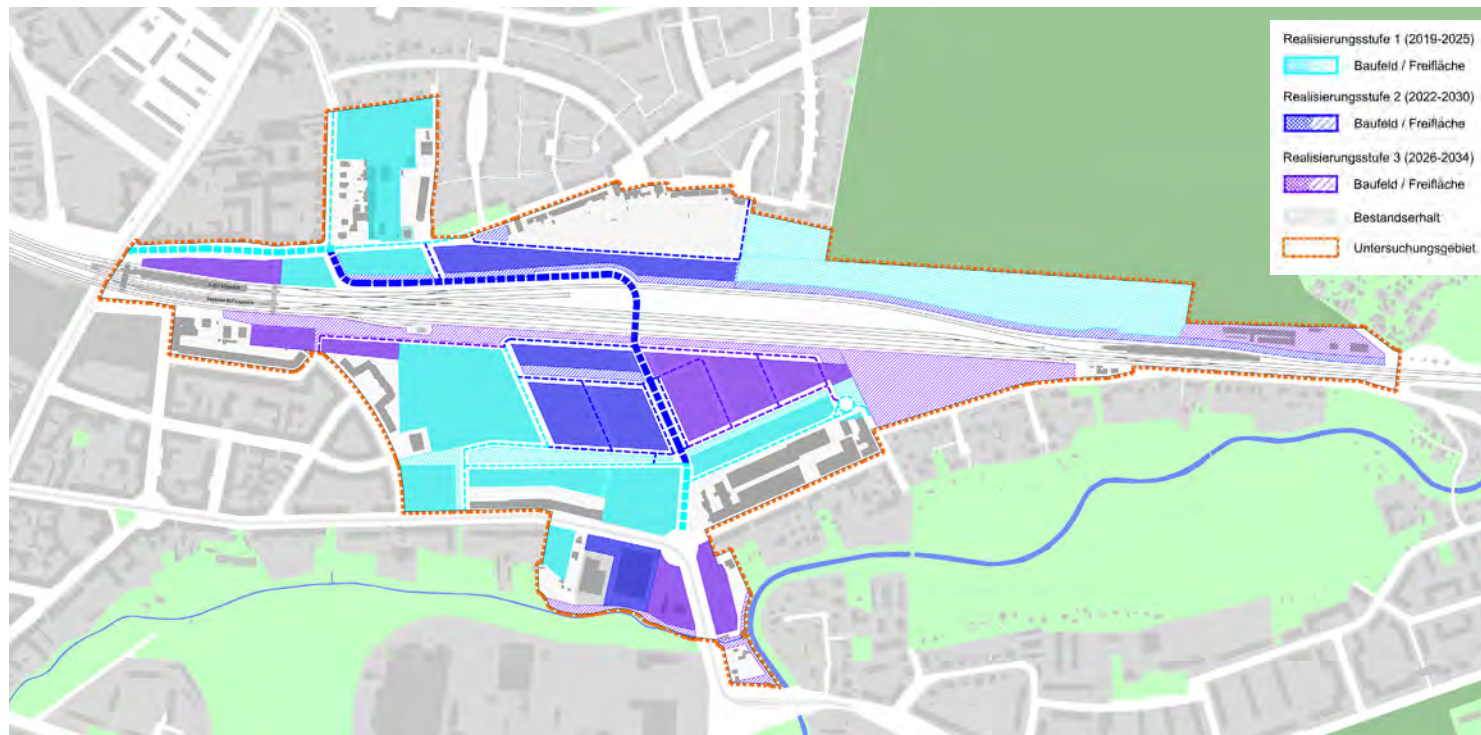 Realisierungsstufe 1 (2019-2025)
Baufeld / Freifläche
Realisierungsstufe 2 (2022-2030)
Baufeld / Freifläche
Realisierungsstufe 3 (2026-2034)
Baufeld / Freifläche
Bestandserhalt
Untersuchungsgebiet